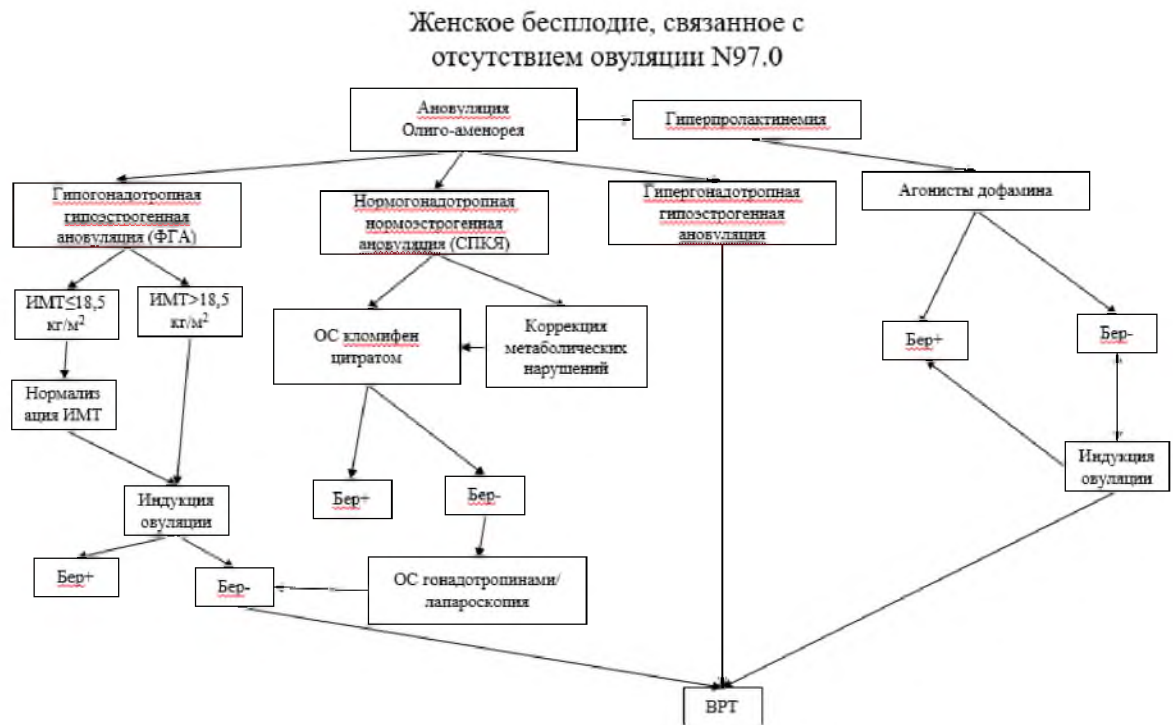 Женское бесплодие, связанное с
отсутствием овуляции N97.0
Ановуляция
Олиго-аменорея
Гиперпролактинемия
Гипогонадотропная
гипоэстрогенная
ановуляция (ФГА)
Нормогонадотропная
нормоэстрогенная
ановуляция (СПКЯ)
Гипергонадотропная
гипоэстрогенная
ановуляция
Агонисты дофамина
ИМТ≤18,5
кг/м²
ИМТ>18,5
кг/м²
ОС кломифен
цитратом
Коррекция
метаболических
нарушений
Бер+
Бер-
Нормализ
ация ИМТ
Индукция
овуляции
Бер+
Бер-
Индукция
овуляции
Бер+
Бер-
ОС гонадотропинами/
лапароскопия
ВРТ